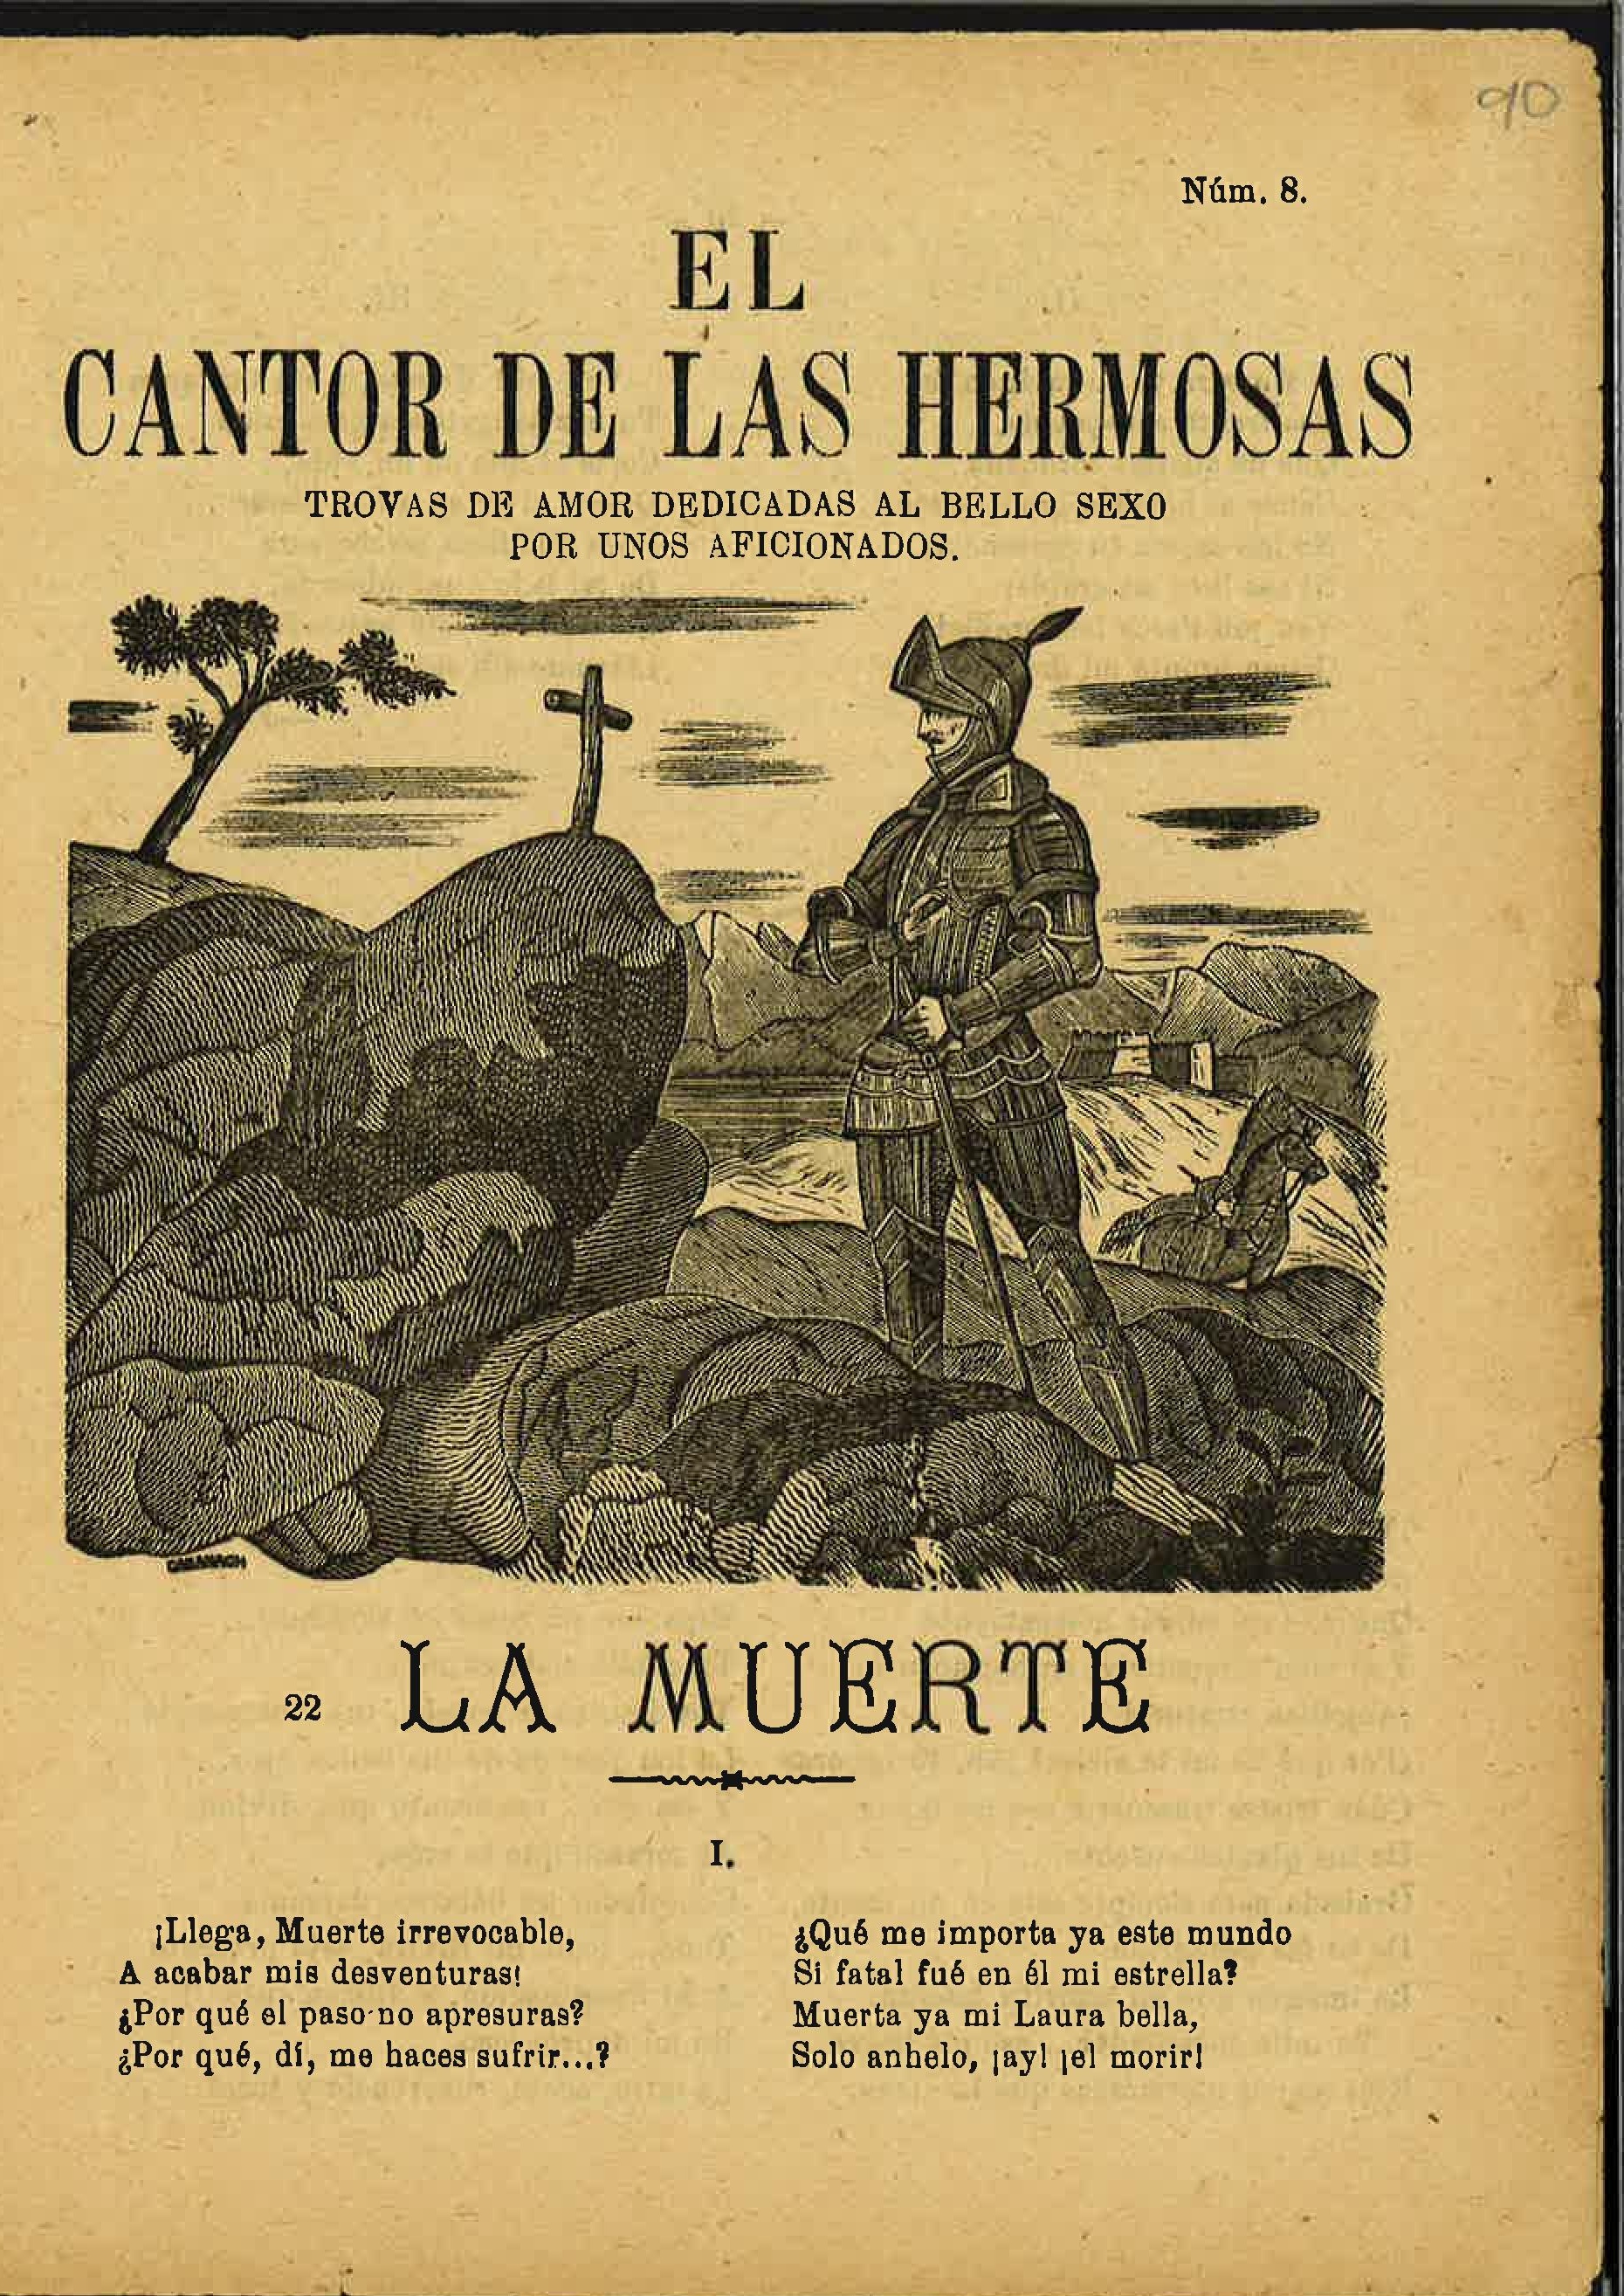 90
Núm. 8.
EL
CANTOR DE LAS HERMOSAS
TROVAS DE AMOR DEDICADAS AL BELLO SEXO
POR UNOS AFICIONADOS.
22 LA MUERTE
I.
¡Llega, Muerte irrevocable,
A acabar mis desventuras!
¿Por qué el paso no apresuras?
¿Por qué, dí, me haces sufrir...?
¿Qué me importa ya este mundo
Si fatal fué en él mi estrella?
Muerta ya mi Laura bella,
Solo anhelo, ¡ay! ¡el morir!